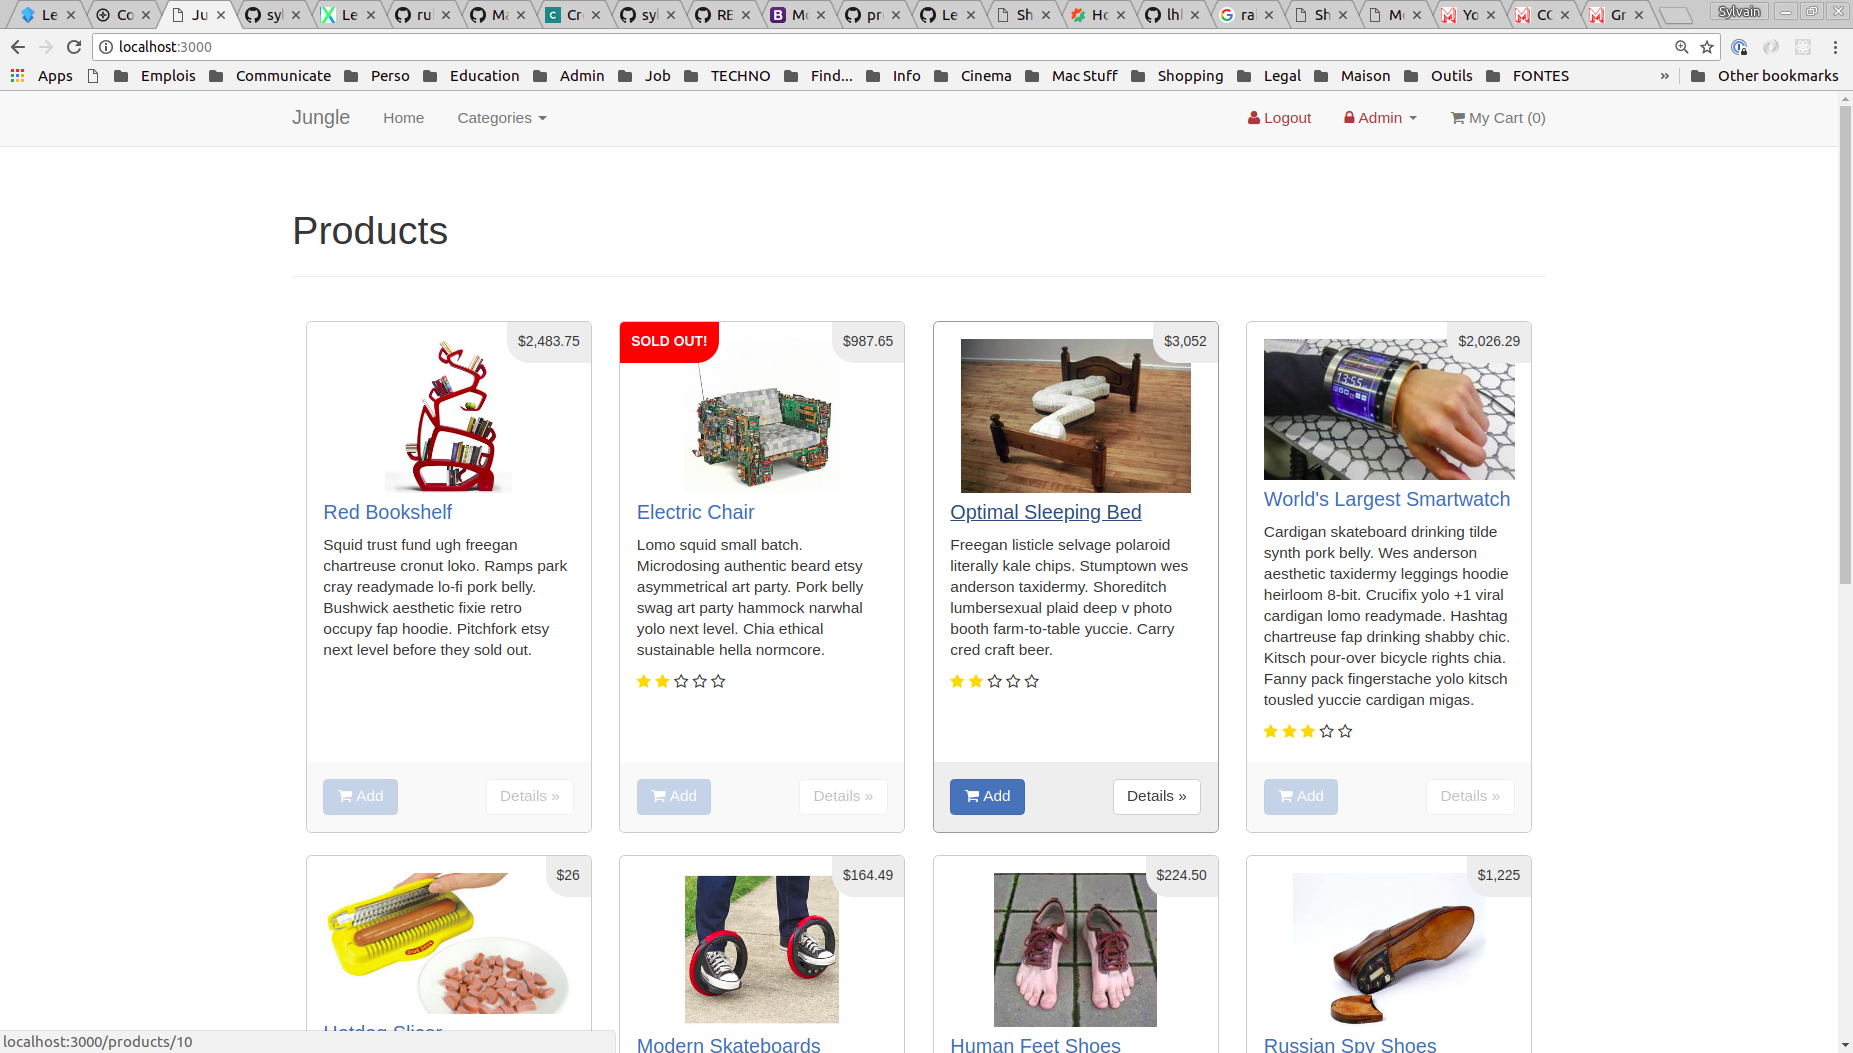 Le
Co
Ju
syl
Le
rul
Ma
Cr
syl
RE
Mo
pro
Le
Sh
Ho
lhl
rai
Sh
Mo
Yo
CC
Gr
Sylvain
localhost:3000
Apps
Emplois
Communicate
Perso
Education
Admin
Job
TECHNO
Find...
Info
Cinema
Mac Stuff
Shopping
Legal
Maison
Outils
FONTES
»
Other bookmarks
Jungle
Home
Categories
Logout
Admin
My Cart (0)
Products
$2,483.75
Red Bookshelf
Squid trust fund ugh freegan
chartreuse cronut loko. Ramps park
cray readymade lo-fi pork belly.
Bushwick aesthetic fixie retro
occupy fap hoodie. Pitchfork etsy
next level before they sold out.
Add
Details »
SOLD OUT!
$987.65
Electric Chair
Lomo squid small batch.
Microdosing authentic beard etsy
asymmetrical art party. Pork belly
swag art party hammock narwhal
yolo next level. Chia ethical
sustainable hella normcore.
Add
Details »
$3,052
Optimal Sleeping Bed
Freegan listicle selvage polaroid
literally kale chips. Stumptown wes
anderson taxidermy. Shoreditch
lumbersexual plaid deep v photo
booth farm-to-table yuccie. Carry
cred craft beer.
Add
Details »
$2,026.29
13:55
World's Largest Smartwatch
Cardigan skateboard drinking tilde
synth pork belly. Wes anderson
aesthetic taxidermy leggings hoodie
heirloom 8-bit. Crucifix yolo +1 viral
cardigan lomo readymade. Hashtag
chartreuse fap drinking shabby chic.
Kitsch pour-over bicycle rights chia.
Fanny pack fingerstache yolo kitsch
tousled yuccie cardigan migas.
Add
Details »
$26
Hotdog Slicer
$164.49
Modern Skateboards
$224.50
Human Feet Shoes
$1,225
Russian Spy Shoes
localhost:3000/products/10